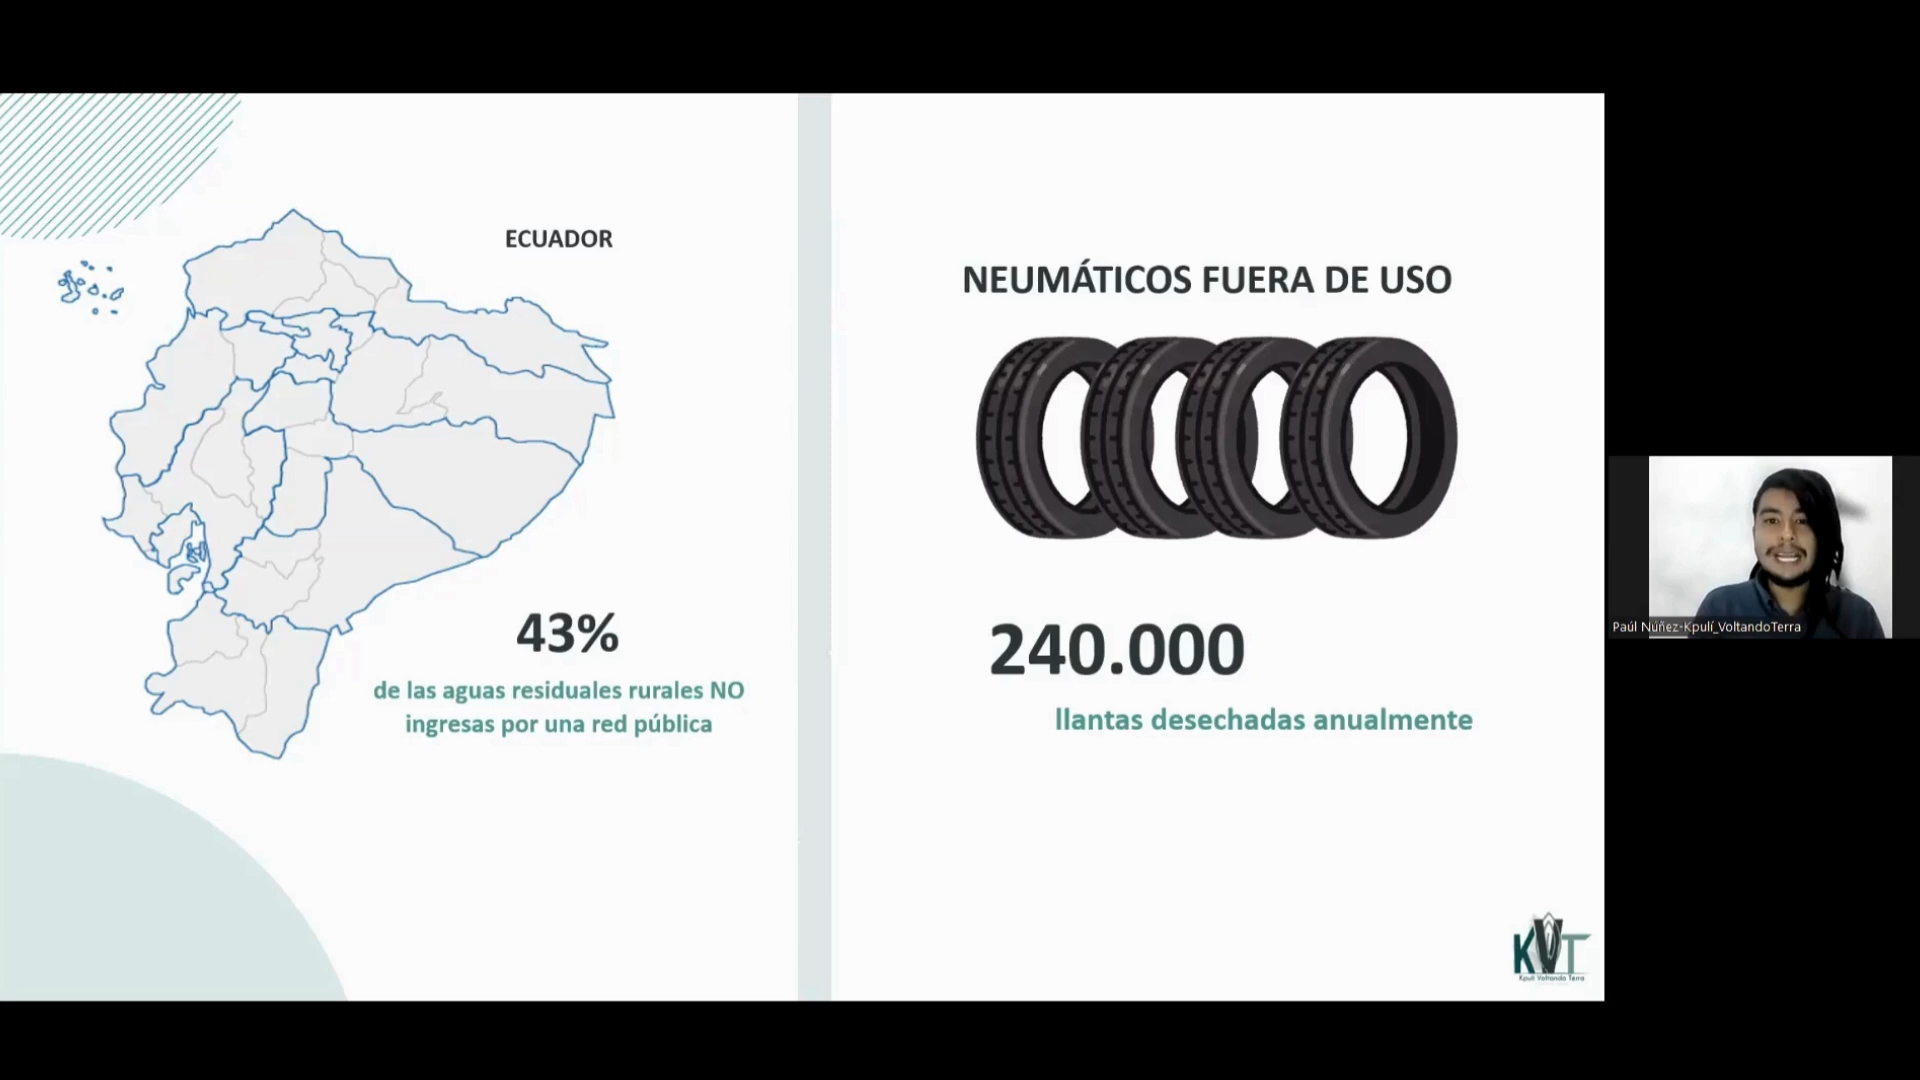 ECUADOR
43%
de las aguas residuales rurales NO
ingresas por una red pública
NEUMÁTICOS FUERA DE USO
240.000
llantas desechadas anualmente
KVT
Kpulí Voltando Terra
Paúl Núñez-Kpulí_VoltandoTerra